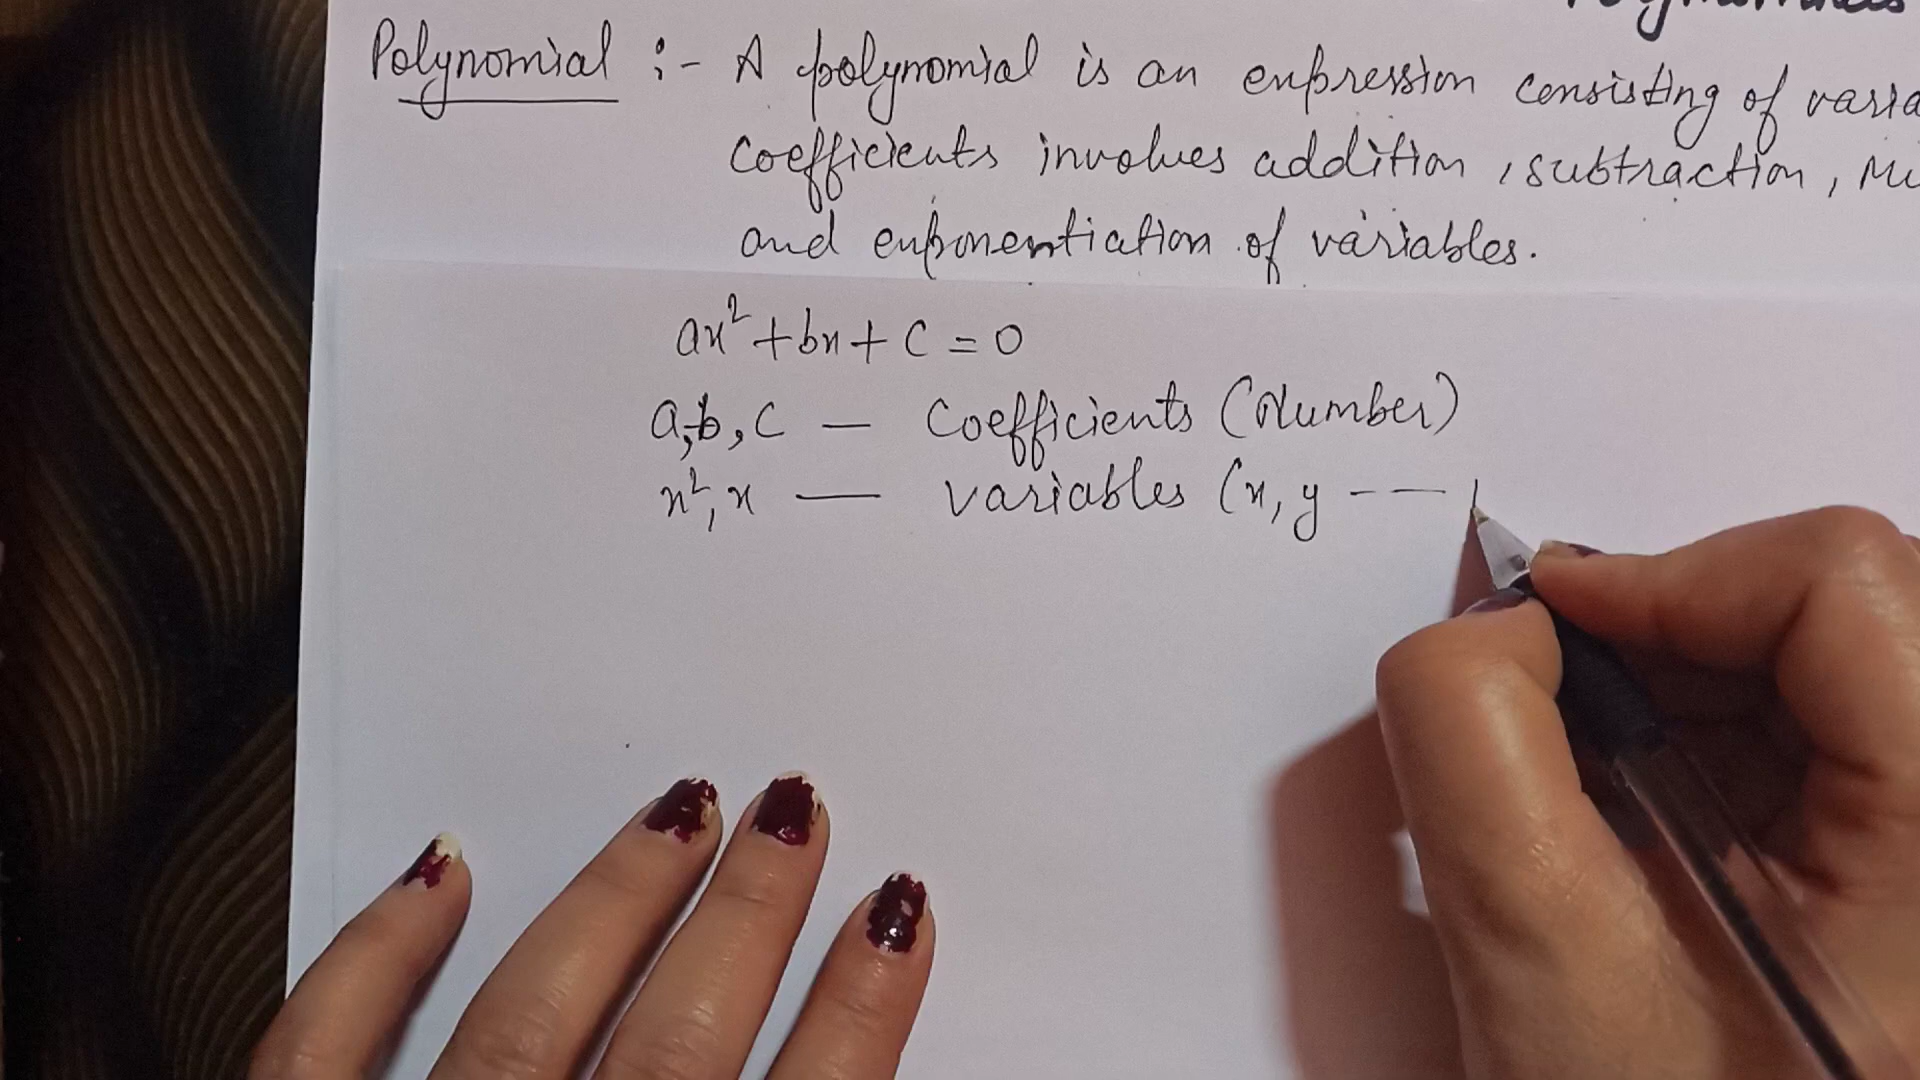 Polynomial :- A polynomial is an expression consisting of
coefficients involves addition, subtraction,
and exponentiation of variables.
ax²+bx+c=0
a,b,c — Coefficients (Number)
x²,x — variables (x, y ---